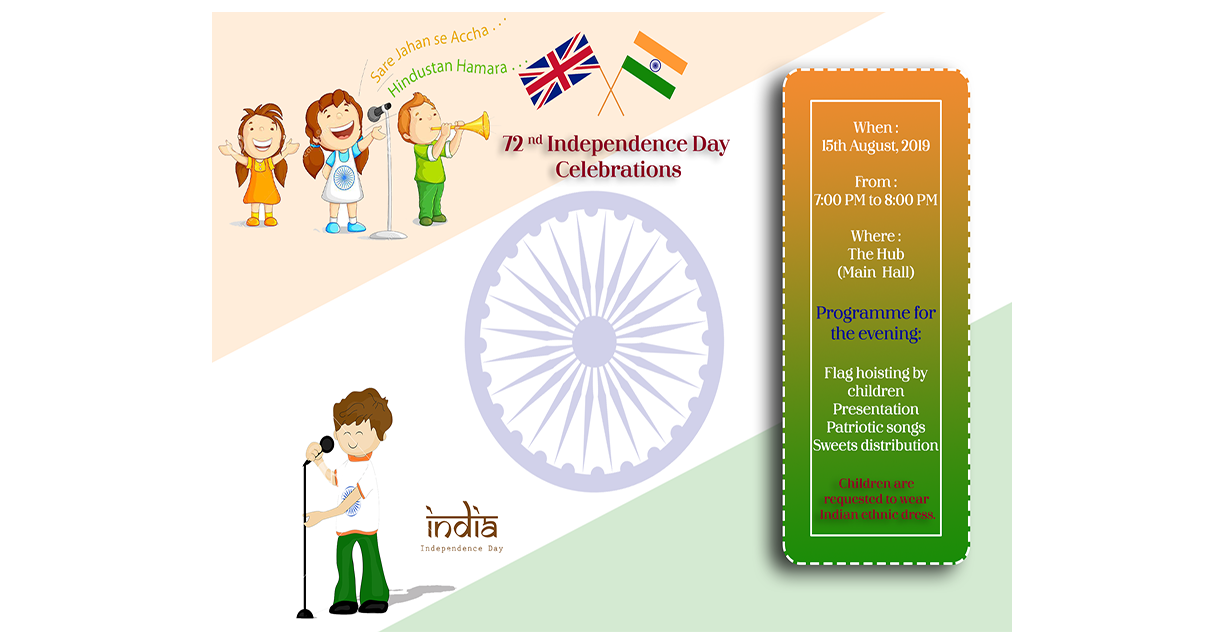 Sare Jahan se Accha . . .
Hindustan Hamara . . .
72 nd Independence Day
Celebrations
When :
15th August, 2019
From :
7:00 PM to 8:00 PM
Where :
The Hub
(Main Hall)
Programme for
the evening:
Flag hoisting by
children
Presentation
Patriotic songs
Sweets distribution
Children are
requested to wear
Indian ethnic dress.
india
Independence Day